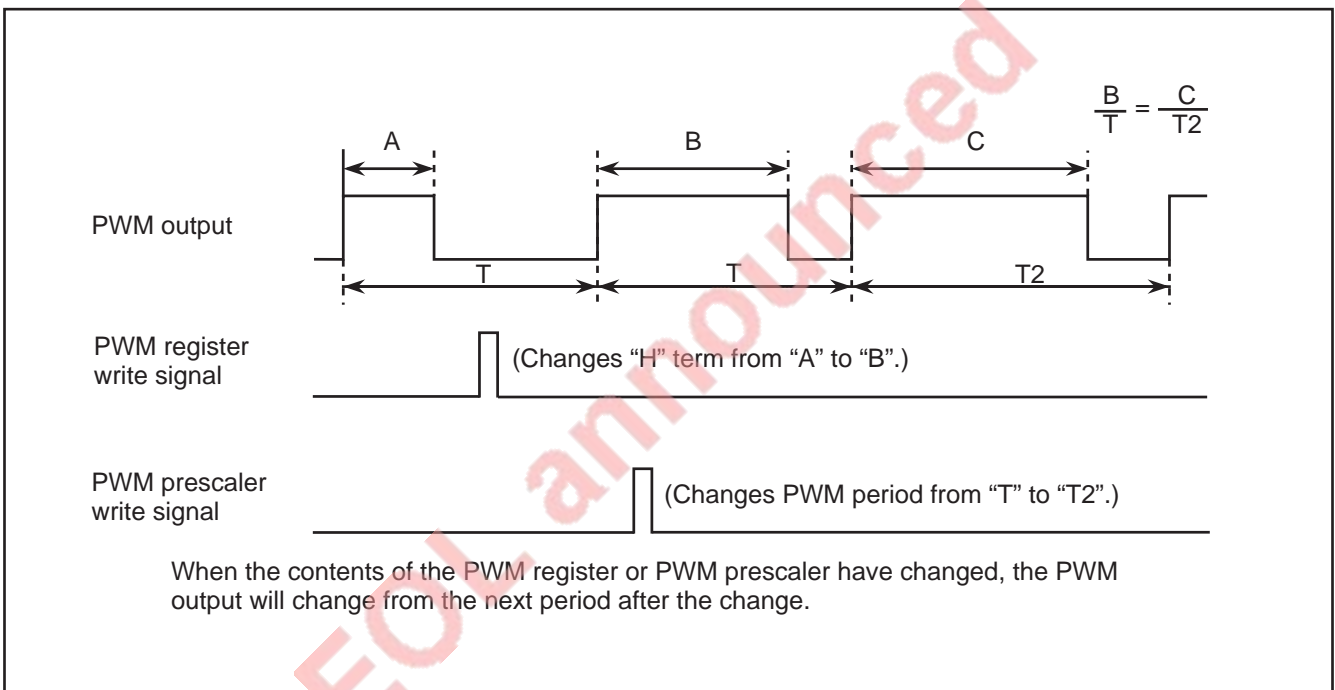 B/T = C/T2
A B C
PWM output
T T T2
PWM register
write signal
(Changes “H” term from “A” to “B”.)
PWM prescaler
write signal
(Changes PWM period from “T” to “T2”.)
When the contents of the PWM register or PWM prescaler have changed, the PWM
output will change from the next period after the change.
EOL announced